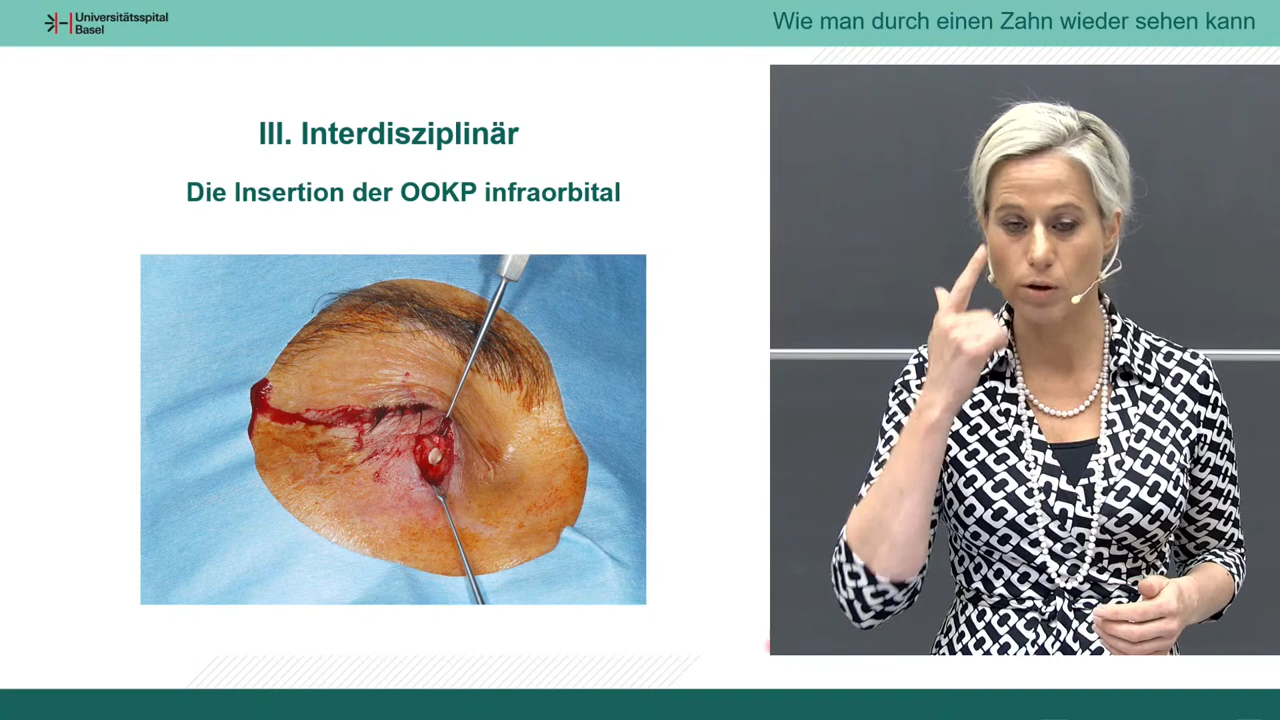 Universitätsspital
Basel
Wie man durch einen Zahn wieder sehen kann
III. Interdisziplinär
Die Insertion der OOKP infraorbital